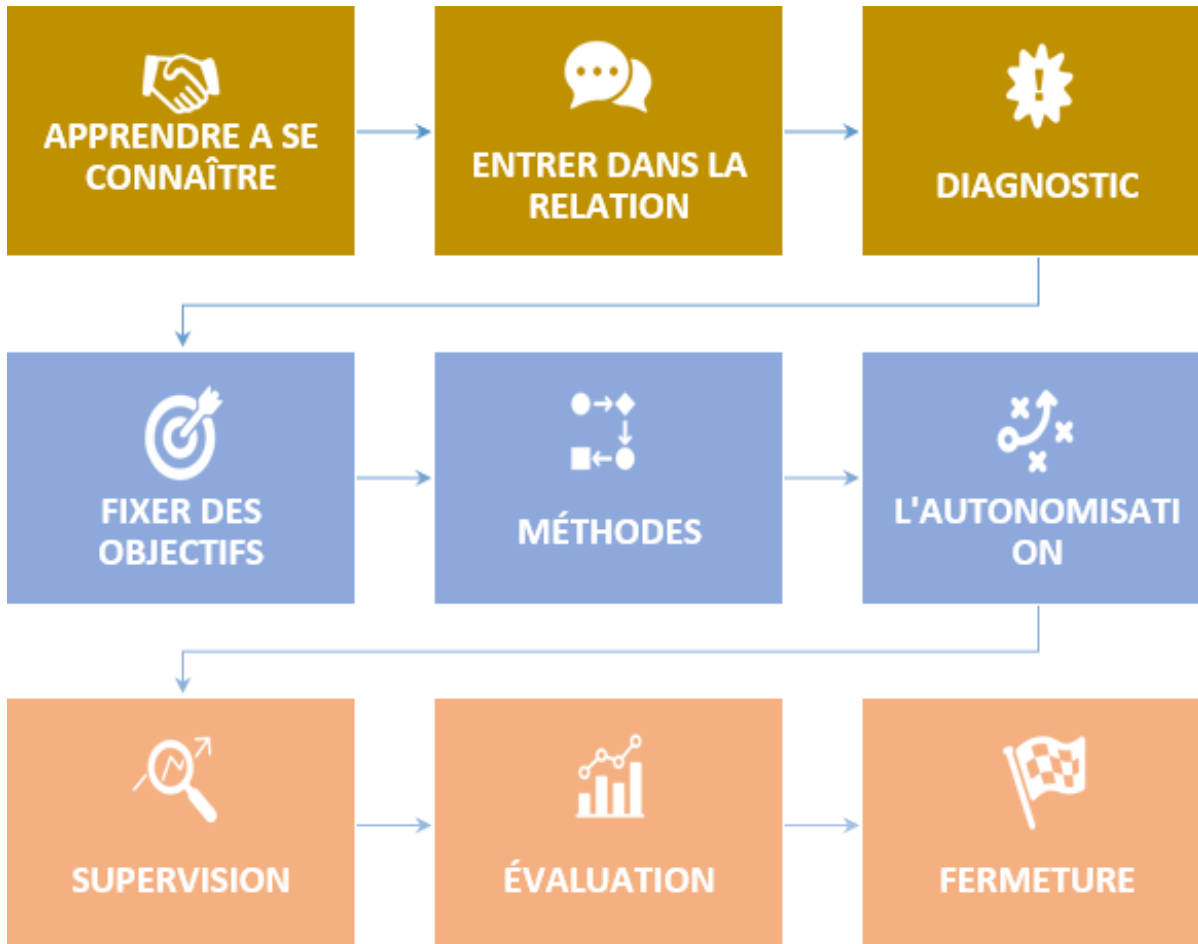 APPRENDRE A SE
CONNAÎTRE
ENTRER DANS LA
RELATION
DIAGNOSTIC
FIXER DES
OBJECTIFS
MÉTHODES
L'AUTONOMISATI
ON
SUPERVISION
ÉVALUATION
FERMETURE